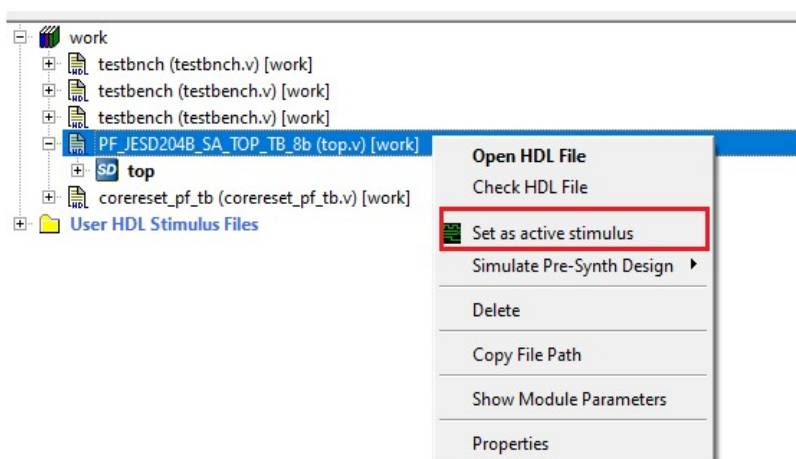 work
testbnch (testbnch.v) [work]
testbench (testbench.v) [work]
testbench (testbench.v) [work]
PF_JESD204B_SA_TOP_TB_8b (top.v) [work]
SD top
corereset_pf_tb (corereset_pf_tb.v) [work]
User HDL Stimulus Files
Open HDL File
Check HDL File
Set as active stimulus
Simulate Pre-Synth Design
Delete
Copy File Path
Show Module Parameters
Properties